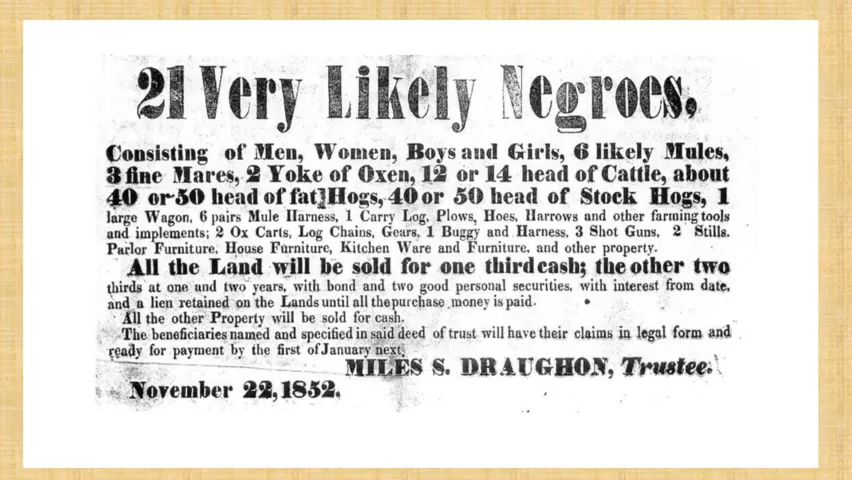 21 Very Likely Negroes,
Consisting of Men, Women, Boys and Girls, 6 likely Mules,
3 fine Mares, 2 Yoke of Oxen, 12 or 14 head of Cattle, about
40 or 50 head of fat Hogs, 40 or 50 head of Stock Hogs, 1
large Wagon, 6 pairs Mule Harness, 1 Carry Log, Plows, Hoes, Harrows and other farming tools
and implements; 2 Ox Carts, Log Chains, Gears, 1 Buggy and Harness, 3 Shot Guns, 2 Stills.
Parlor Furniture, House Furniture, Kitchen Ware and Furniture. and other property.
All the Land will be sold for one third cash; the other two
thirds at one and two years, with bond and two good personal securities, with interest from date,
and a lien retained on the Lands until all the purchase money is paid.
All the other Property will be sold for cash.
The beneficiaries named and specified in said deed of trust will have their claims in legal form and
ready for payment by the first of January next.
MILES S. DRAUGHON, Trustee.
November 22, 1852.